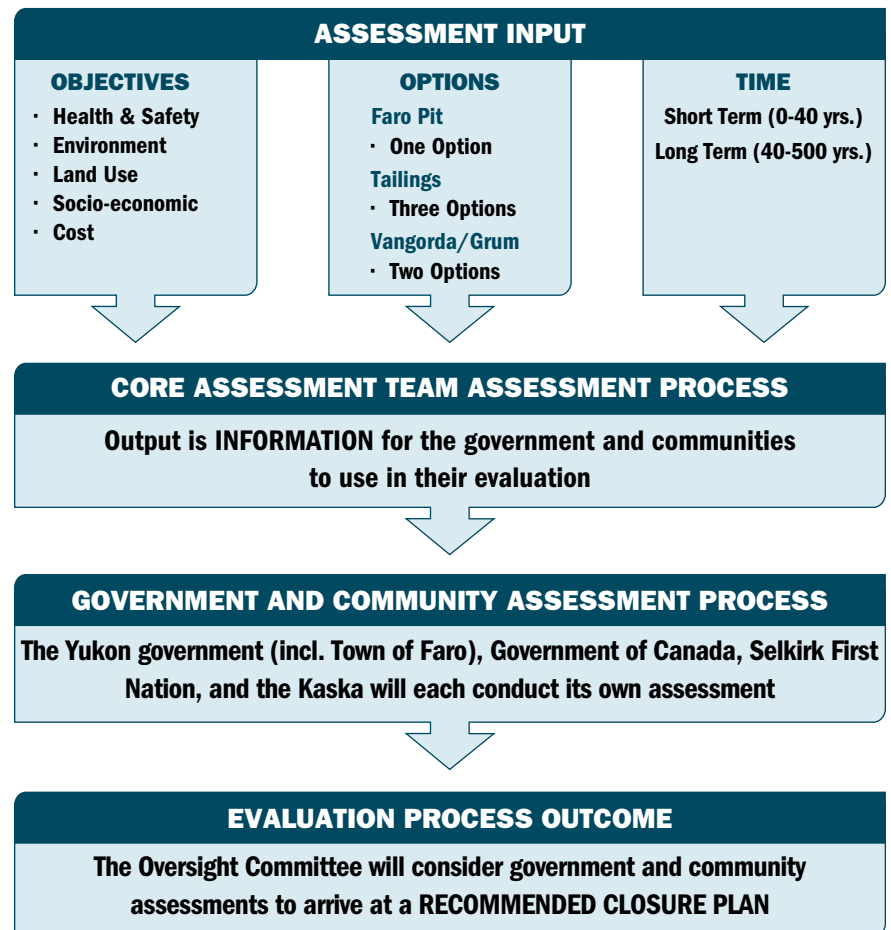 ASSESSMENT INPUT
OBJECTIVES
· Health & Safety
· Environment
· Land Use
· Socio-economic
· Cost
OPTIONS
Faro Pit
· One Option
Tailings
· Three Options
Vangorda/Grum
· Two Options
TIME
Short Term (0-40 yrs.)
Long Term (40-500 yrs.)
CORE ASSESSMENT TEAM ASSESSMENT PROCESS
Output is INFORMATION for the government and communities
to use in their evaluation
GOVERNMENT AND COMMUNITY ASSESSMENT PROCESS
The Yukon government (incl. Town of Faro), Government of Canada, Selkirk First
Nation, and the Kaska will each conduct its own assessment
EVALUATION PROCESS OUTCOME
The Oversight Committee will consider government and community
assessments to arrive at a RECOMMENDED CLOSURE PLAN